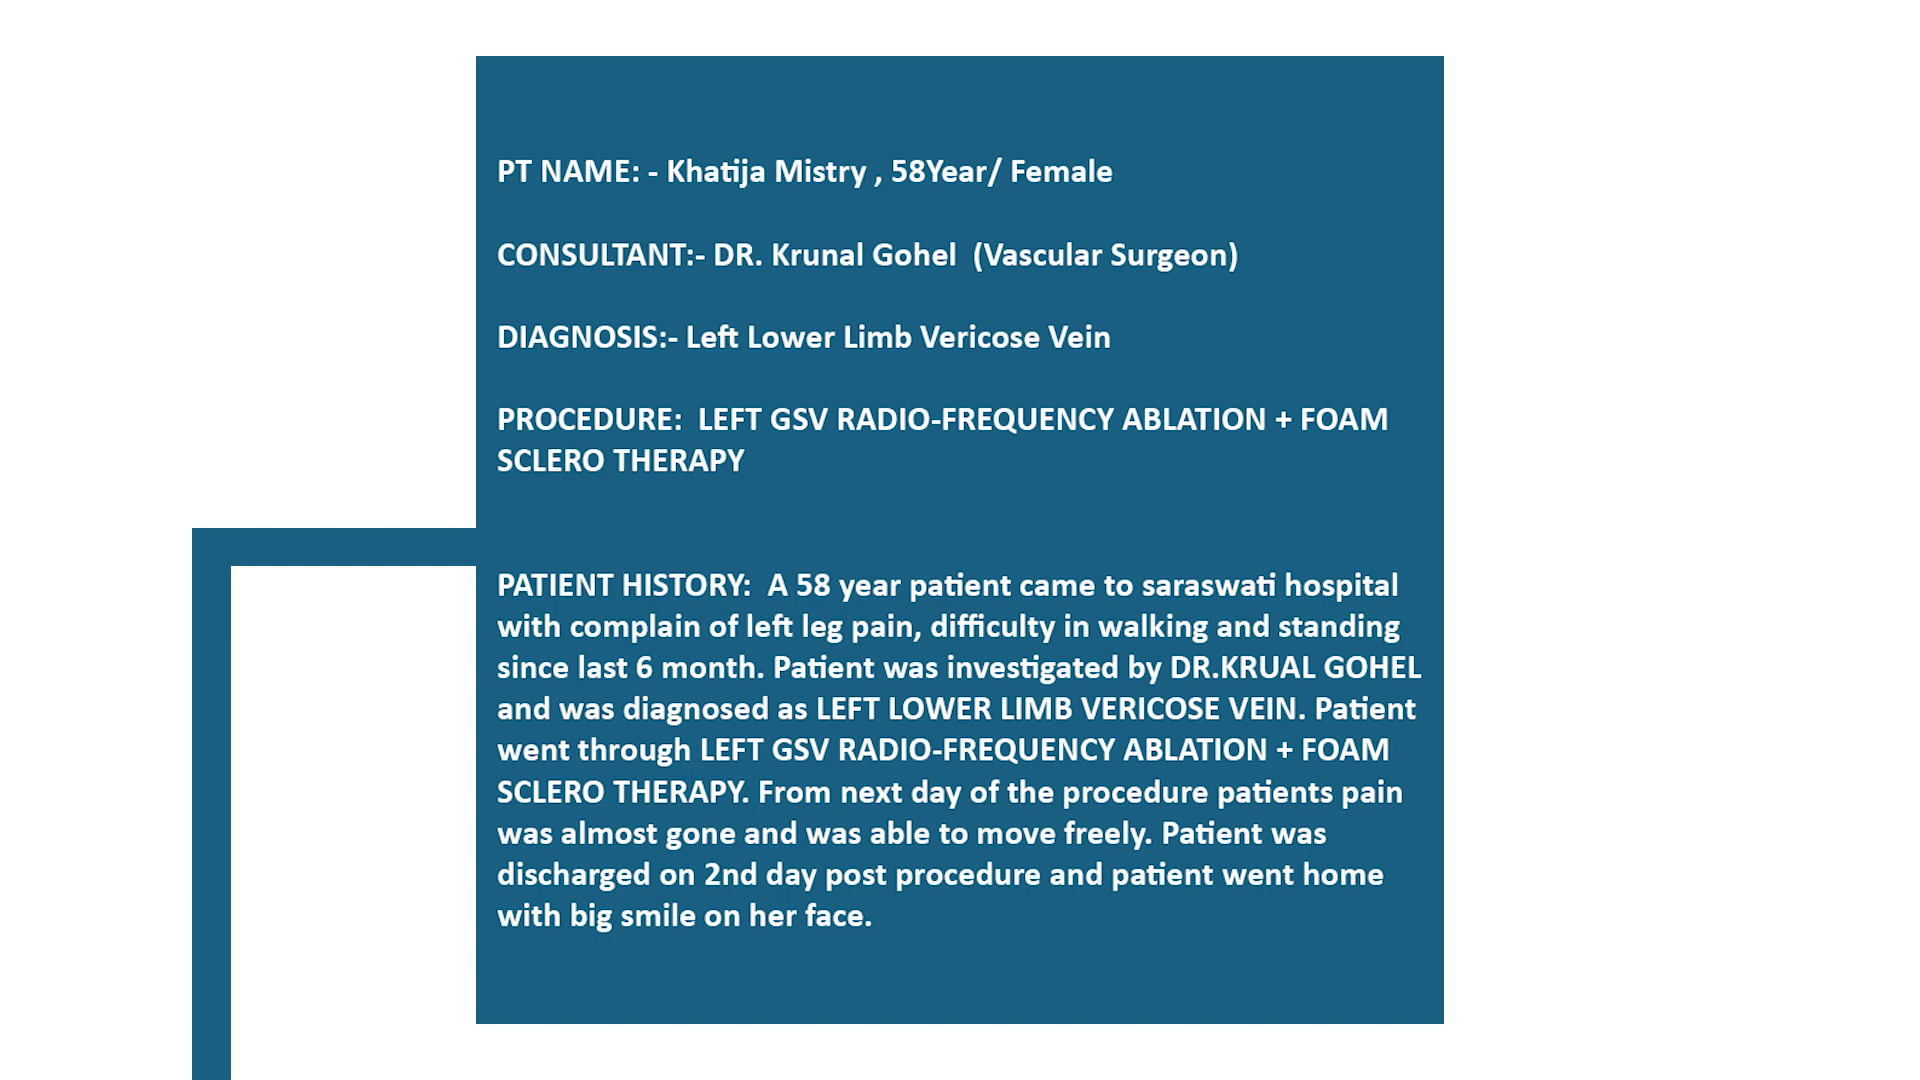 PT NAME: - Khatija Mistry , 58Year/ Female
CONSULTANT:- DR. Krunal Gohel  (Vascular Surgeon)
DIAGNOSIS:- Left Lower Limb Vericose Vein
PROCEDURE:  LEFT GSV RADIO-FREQUENCY ABLATION + FOAM
SCLERO THERAPY
PATIENT HISTORY:  A 58 year patient came to saraswati hospital
with complain of left leg pain, difficulty in walking and standing
since last 6 month. Patient was investigated by DR.KRUAL GOHEL
and was diagnosed as LEFT LOWER LIMB VERICOSE VEIN. Patient
went through LEFT GSV RADIO-FREQUENCY ABLATION + FOAM
SCLERO THERAPY. From next day of the procedure patients pain
was almost gone and was able to move freely. Patient was
discharged on 2nd day post procedure and patient went home
with big smile on her face.